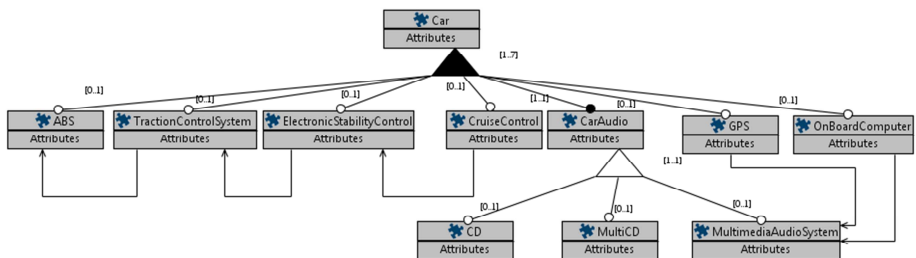 Car
Attributes
[1..7]
[0..1]
[0..1]
[0..1]
[0..1]
[1..1]
[0..1]
[0..1]
ABS
Attributes
TractionControlSystem
Attributes
ElectronicStabilityControl
Attributes
CruiseControl
Attributes
CarAudio
Attributes
GPS
Attributes
OnBoardComputer
Attributes
[1..1]
[0..1]
[0..1]
[0..1]
CD
Attributes
MultiCD
Attributes
MultimediaAudioSystem
Attributes